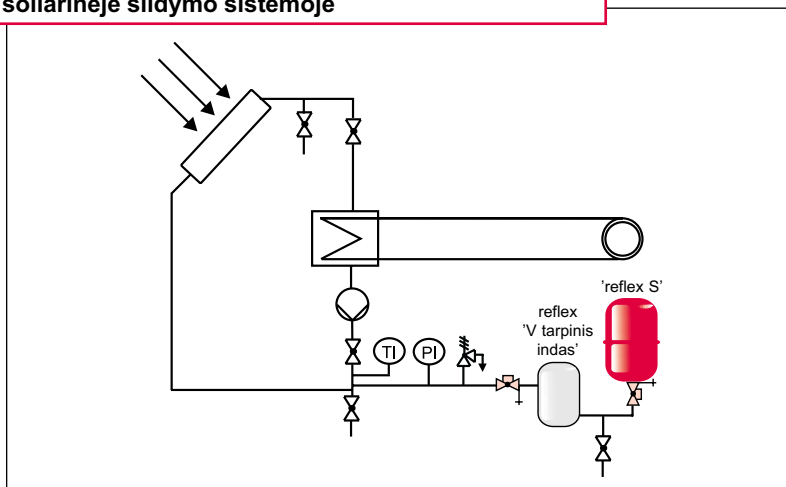 soliarinėje šildymo sistemoje
'reflex S'
reflex
'V tarpinis
indas'
TI
PI